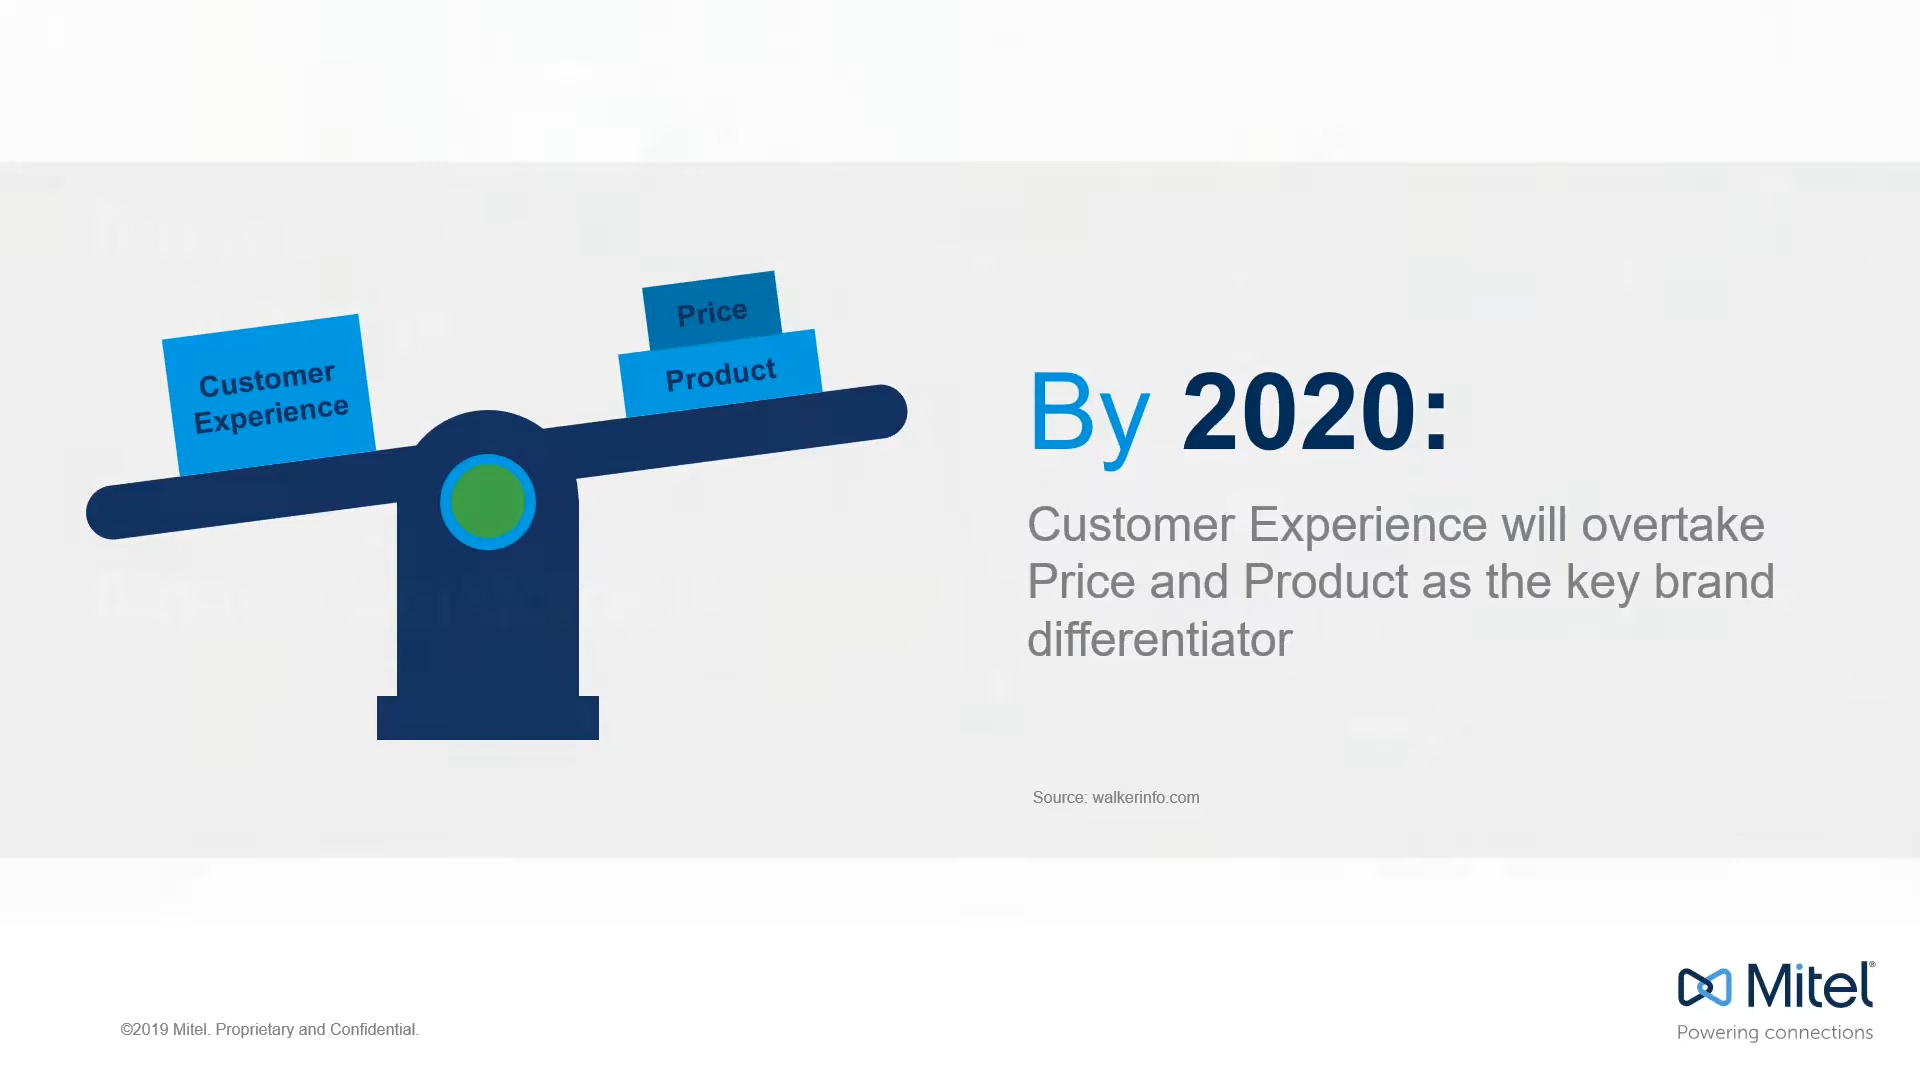 Price
Product
Customer
Experience
By 2020:
Customer Experience will overtake
Price and Product as the key brand
differentiator
Source: walkerinfo.com
©2019 Mitel. Proprietary and Confidential.
Mitel®
Powering connections